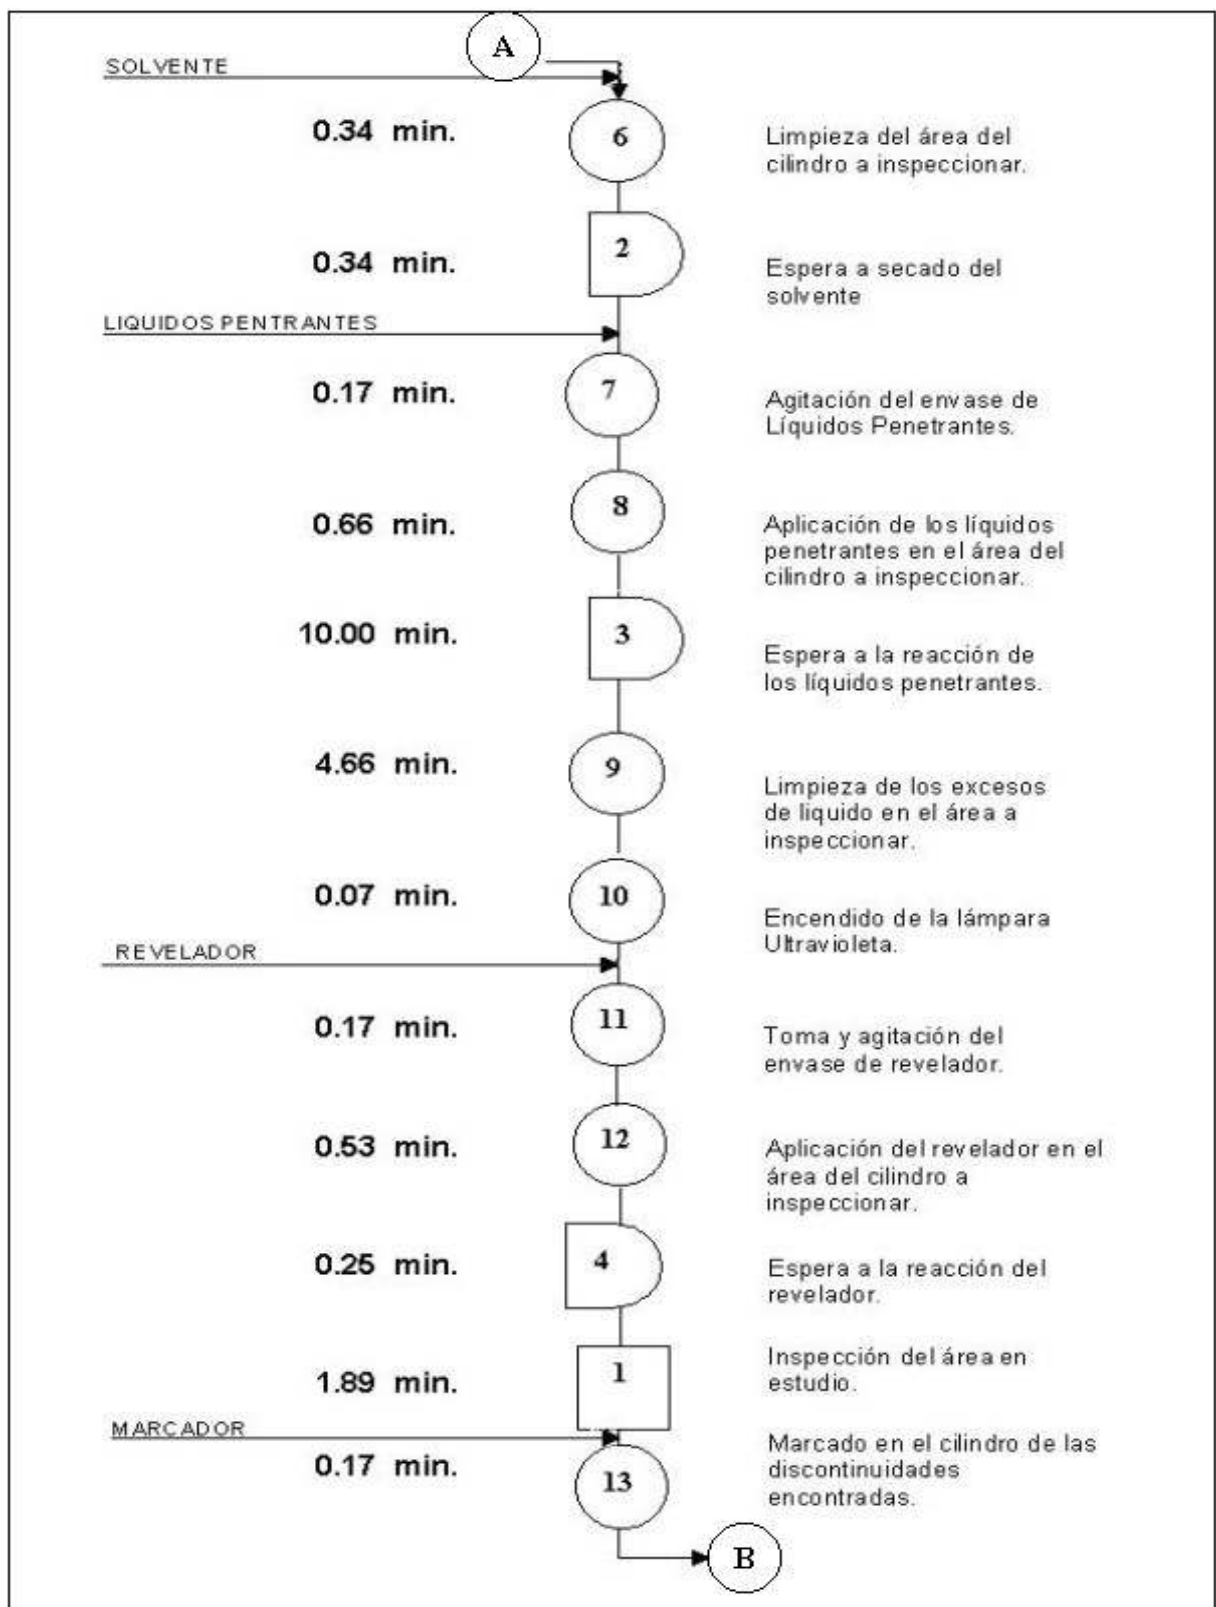 A
SOLVENTE
0.34 min.
6
Limpieza del área del
cilindro a inspeccionar.
0.34 min.
2
Espera a secado del
solvente
LIQUIDOS PENTRANTES
0.17 min.
7
Agitación del envase de
Líquidos Penetrantes.
0.66 min.
8
Aplicación de los líquidos
penetrantes en el área del
cilindro a inspeccionar.
10.00 min.
3
Espera a la reacción de
los líquidos penetrantes.
4.66 min.
9
Limpieza de los excesos
de liquido en el área a
inspeccionar.
0.07 min.
10
Encendido de la lámpara
Ultravioleta.
REVELADOR
0.17 min.
11
Toma y agitación del
envase de revelador.
0.53 min.
12
Aplicación del revelador en el
área del cilindro a
inspeccionar.
0.25 min.
4
Espera a la reacción del
revelador.
1.89 min.
1
Inspección del área en
estudio.
MARCADOR
0.17 min.
13
Marcado en el cilindro de las
discontinuidades
encontradas.
B